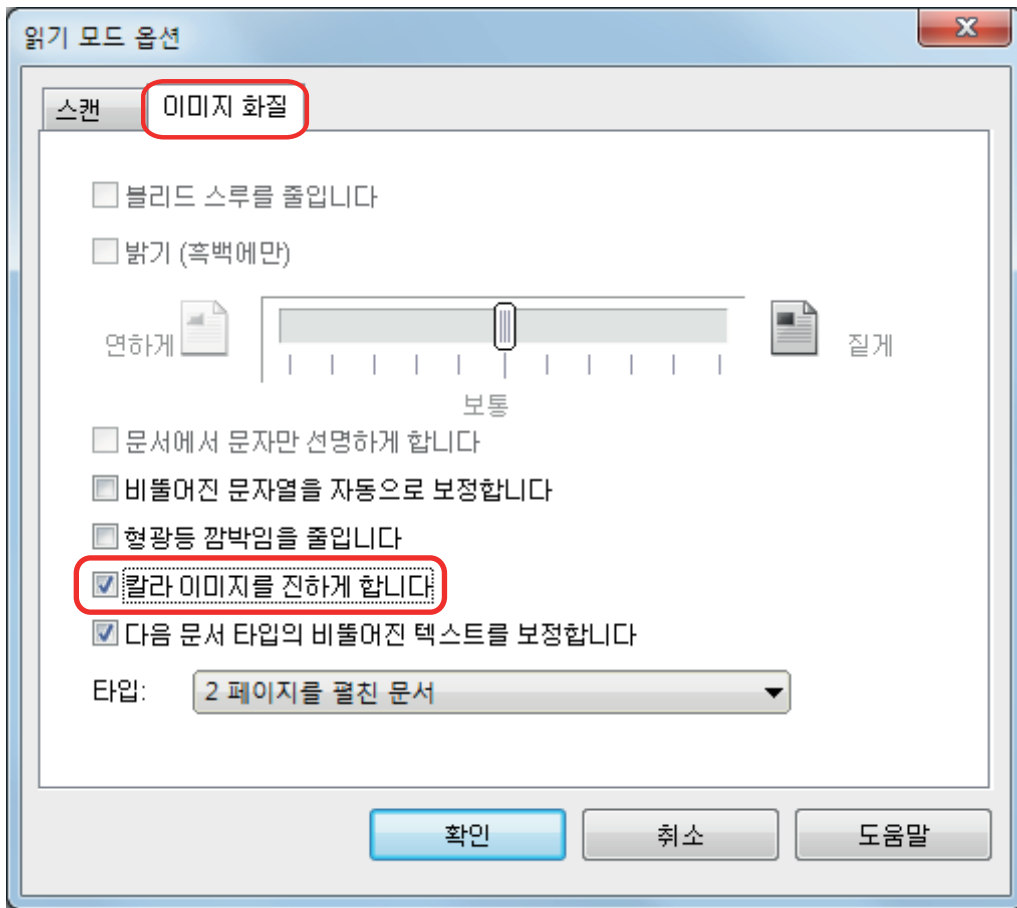 읽기 모드 옵션
스캔
이미지 화질
블리드 스루를 줄입니다
밝기 (흑백에만)
연하게
짙게
보통
문서에서 문자만 선명하게 합니다
비뚤어진 문자열을 자동으로 보정합니다
형광등 깜박임을 줄입니다
칼라 이미지를 진하게 합니다
다음 문서 타입의 비뚤어진 텍스트를 보정합니다
타입: 2 페이지를 펼친 문서
확인 취소 도움말